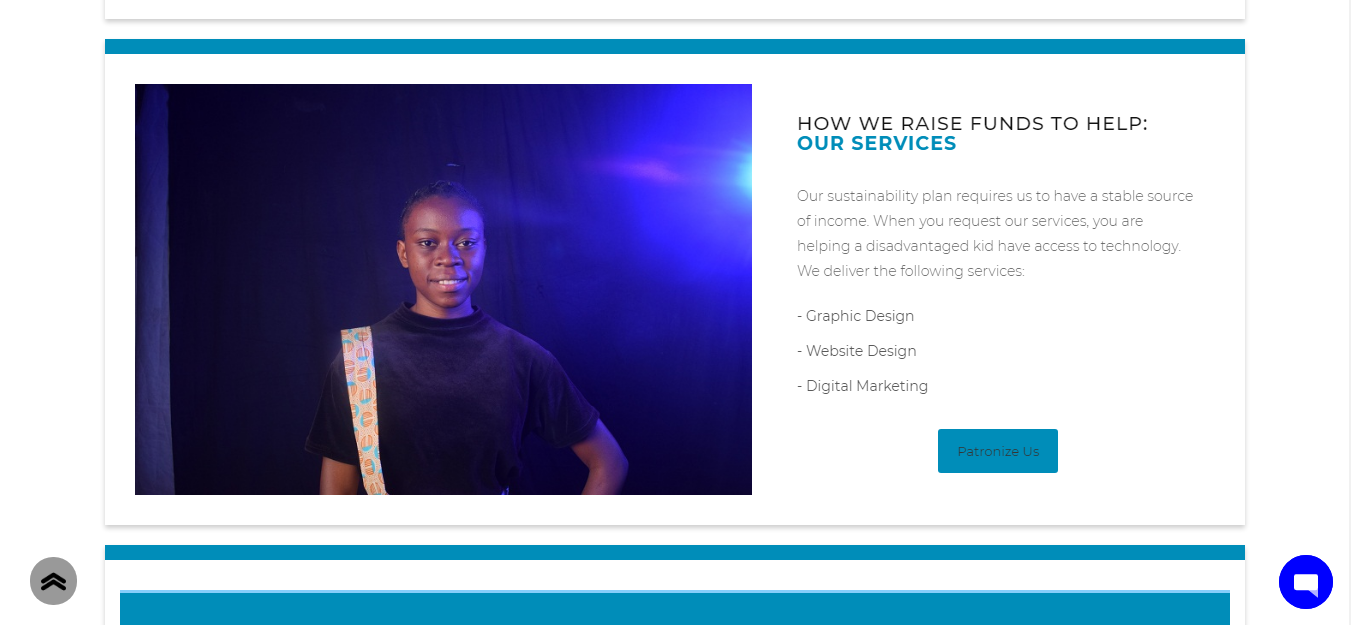 HOW WE RAISE FUNDS TO HELP:
OUR SERVICES
Our sustainability plan requires us to have a stable source
of income. When you request our services, you are
helping a disadvantaged kid have access to technology.
We deliver the following services:
- Graphic Design
- Website Design
- Digital Marketing
Patronize Us